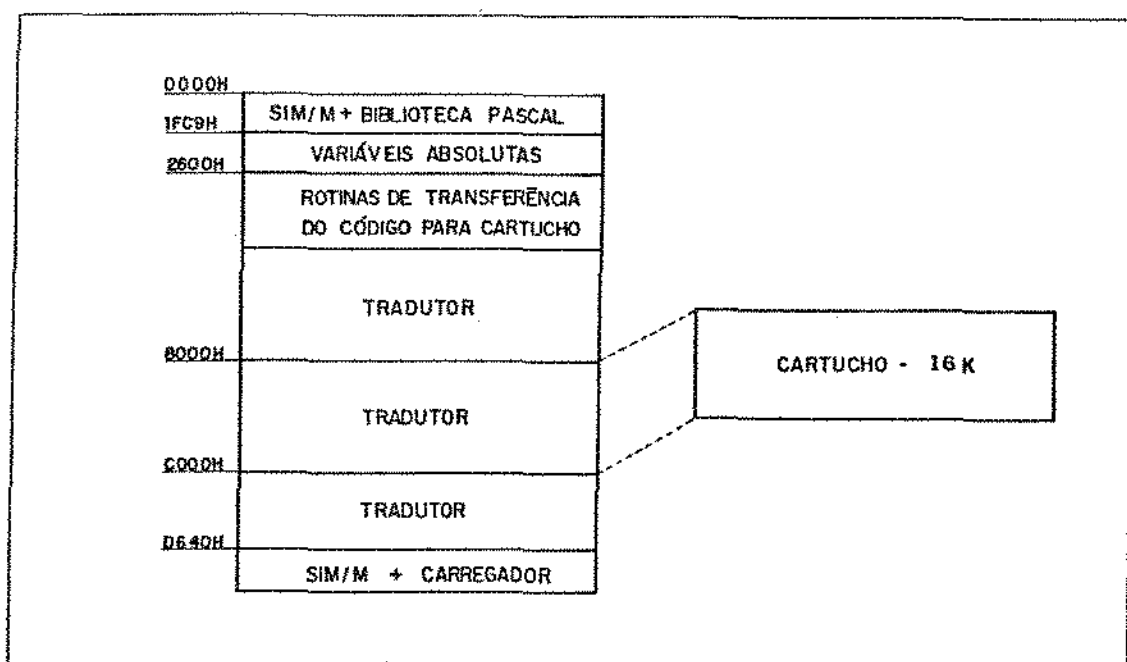 0000H
SIM/M + BIBLIOTECA PASCAL
1FC9H
VARIÁVEIS ABSOLUTAS
2600H
ROTINAS DE TRANSFERÊNCIA
DO CÓDIGO PARA CARTUCHO
TRADUTOR
8000H
CARTUCHO - 16K
TRADUTOR
C000H
TRADUTOR
D640H
SIM/M + CARREGADOR